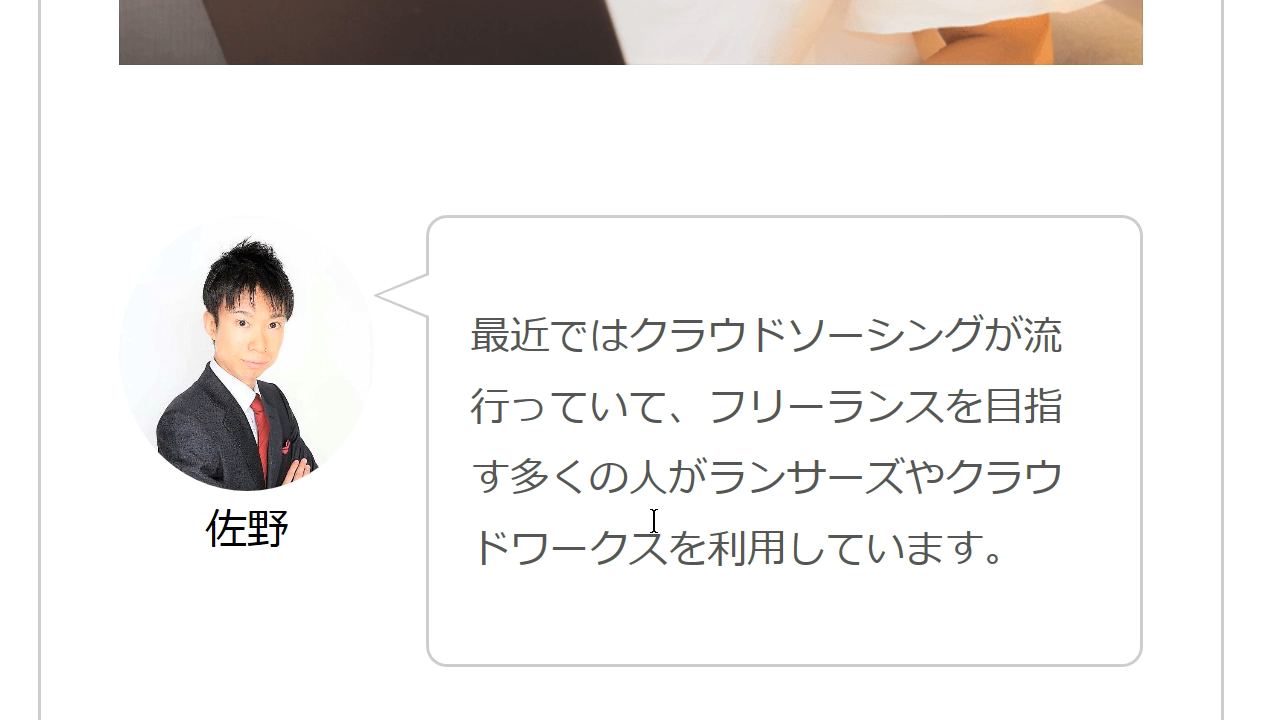 最近ではクラウドソーシングが流
行っていて、フリーランスを目指
す多くの人がランサーズやクラウ
ドワークスを利用しています。
佐野